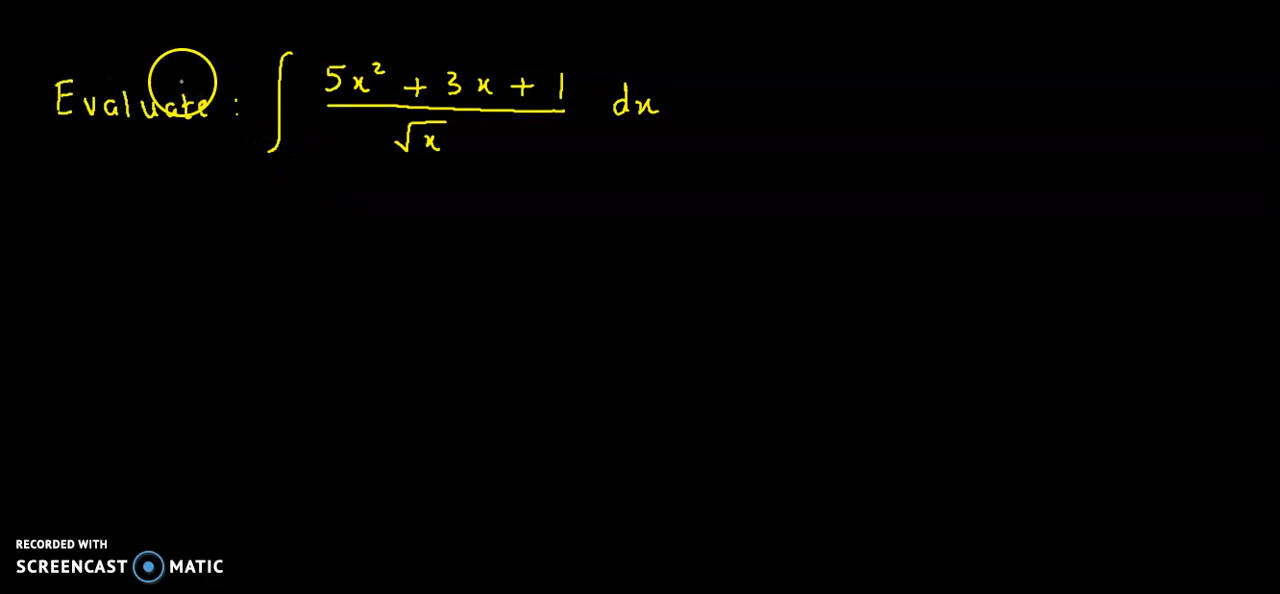 Evaluate : ∫ (5x² + 3x + 1)/√x dx
RECORDED WITH
SCREENCAST MATIC